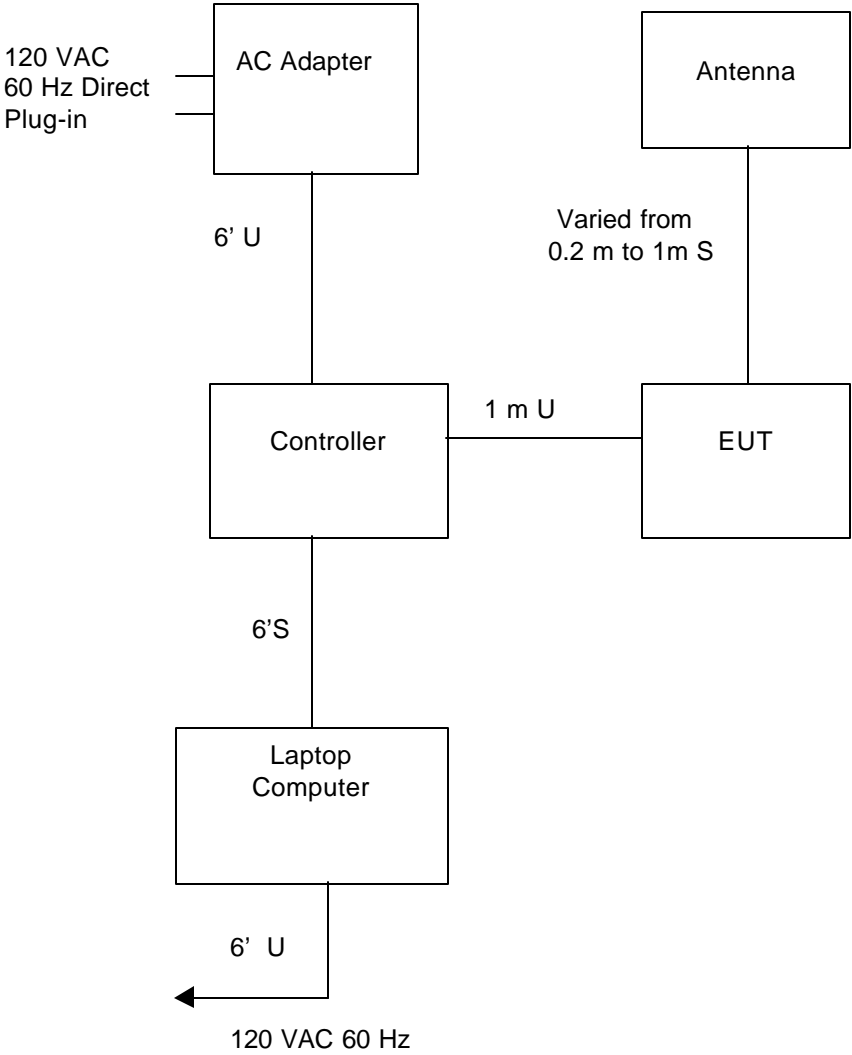 120 VAC
60 Hz Direct
Plug-in
AC Adapter
Antenna
6’ U
Varied from
0.2 m to 1m S
Controller
1 m U
EUT
6’S
Laptop
Computer
6’ U
120 VAC 60 Hz